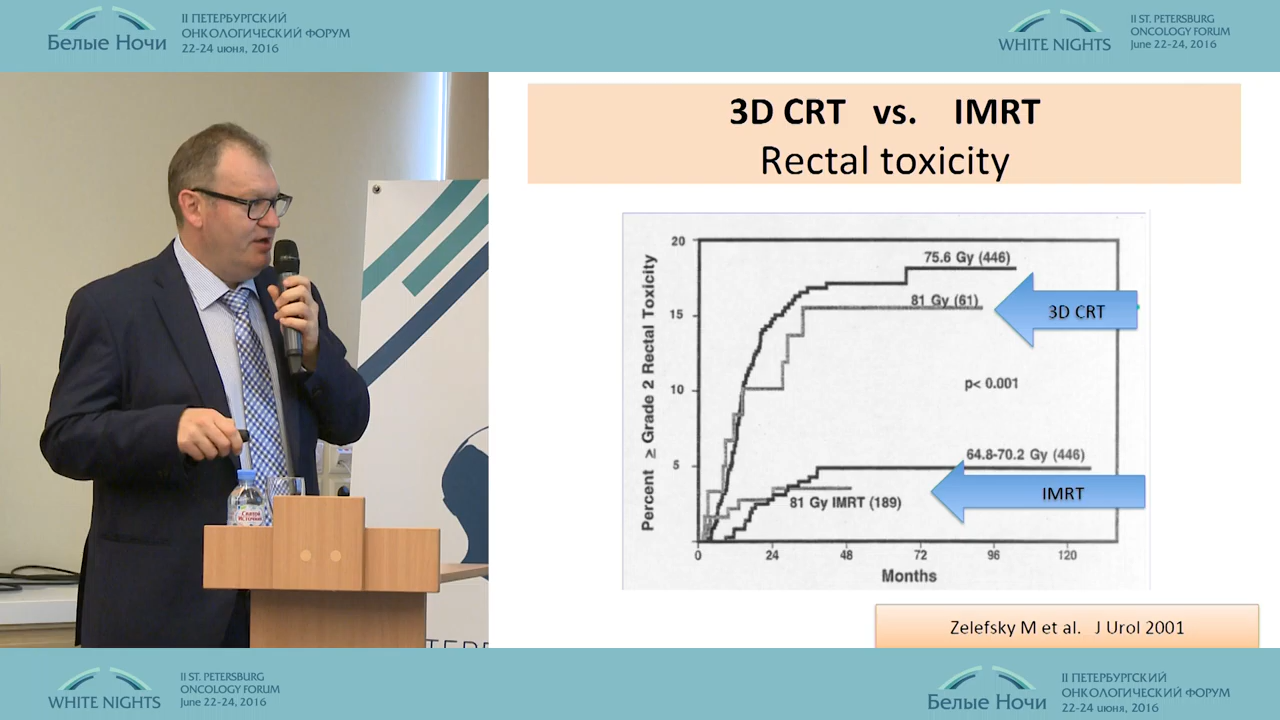 Белые Ночи
II ПЕТЕРБУРГСКИЙ
ОНКОЛОГИЧЕСКИЙ ФОРУМ
22-24 июня, 2016
WHITE NIGHTS
II ST. PETERSBURG
ONCOLOGY FORUM
June 22-24, 2016
3D CRT vs. IMRT
Rectal toxicity
Percent ≥ Grade 2 Rectal Toxicity
20
15
10
5
75.6 Gy (446)
81 Gy (61)
3D CRT
p< 0.001
64.8-70.2 Gy (446)
IMRT
81 Gy IMRT (189)
0 24 48 72 96 120
Months
Zelefsky M et al. J Urol 2001
Святой
Источник
WHITE NIGHTS
II ST. PETERSBURG
ONCOLOGY FORUM
June 22-24, 2016
Белые Ночи
II ПЕТЕРБУРГСКИЙ
ОНКОЛОГИЧЕСКИЙ ФОРУМ
22-24 июня, 2016